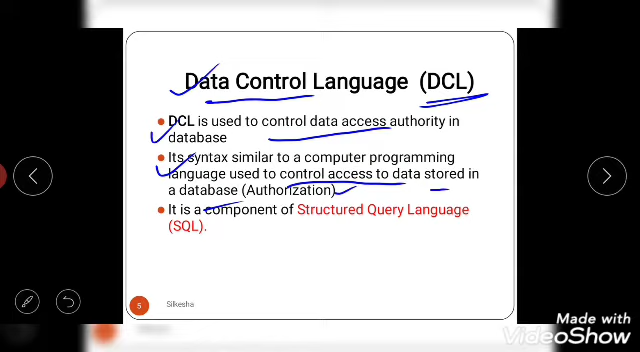 Data Control Language (DCL)
DCL is used to control data access authority in
database
Its syntax similar to a computer programming
language used to control access to data stored in
a database (Authorization)
It is a component of Structured Query Language
(SQL).
5
Silkesha
Made with
VideoShow